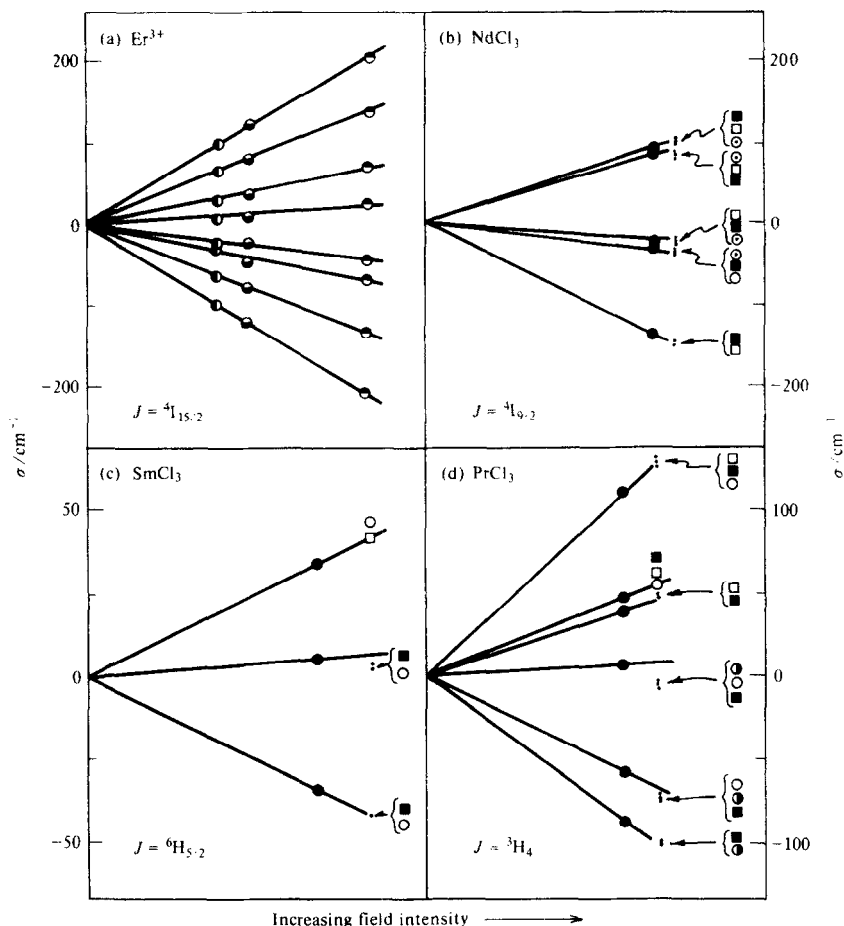 (a) Er³⁺
(b) NdCl₃
200
0
−200
200
0
−200
J = ⁴I₁₅.₂
J = ⁴I₉.₂
σ/cm⁻¹
σ/cm⁻¹
(c) SmCl₃
(d) PrCl₃
50
0
−50
100
0
−100
J = ⁶H₅.₂
J = ³H₄
Increasing field intensity